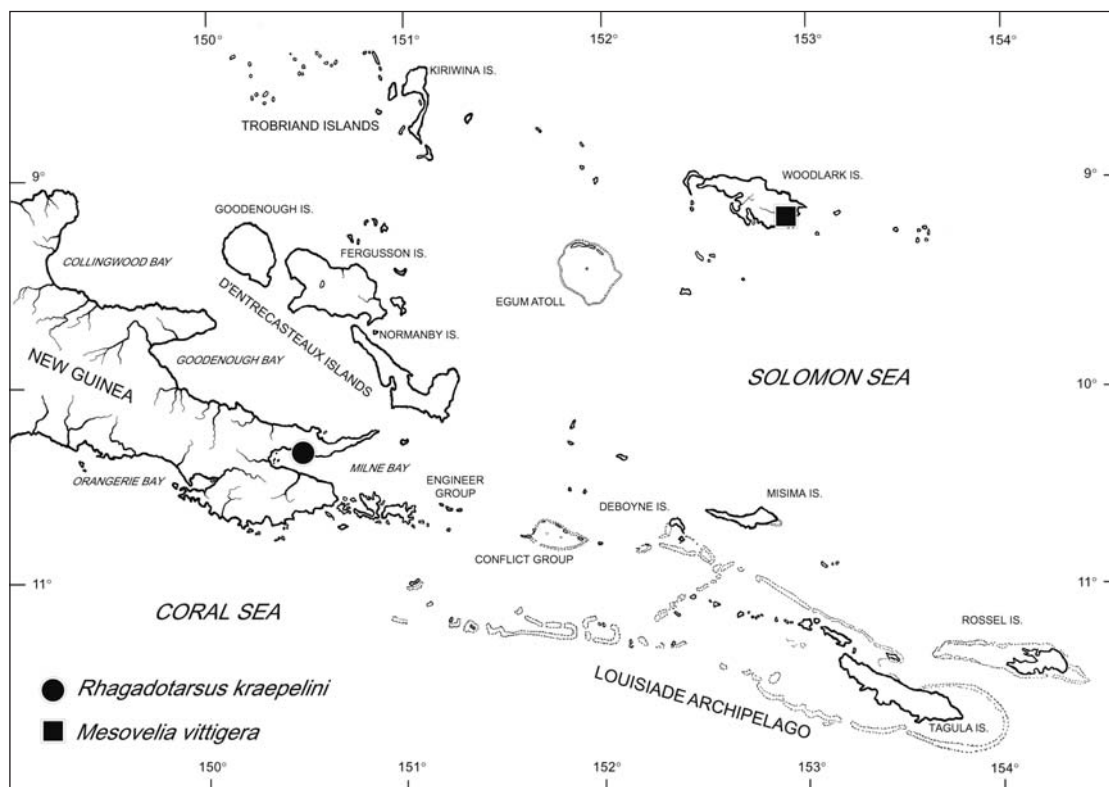 150°
151°
152°
153°
154°
KIRIWINA IS.
TROBRIAND ISLANDS
9°
9°
WOODLARK IS.
GOODENOUGH IS.
FERGUSSON IS.
COLLINGWOOD BAY
EGUM ATOLL
D'ENTRECASTEAUX ISLANDS
NORMANBY IS.
GOODENOUGH BAY
NEW GUINEA
SOLOMON SEA
10°
MILNE BAY
ORANGERIE BAY
ENGINEER
GROUP
MISIMA IS.
DEBOYNE IS.
CONFLICT GROUP
11°
11°
CORAL SEA
ROSSEL IS.
LOUISIADE ARCHIPELAGO
TAGULA IS.
Rhagadotarsus kraepelini
Mesovelia vittigera
150°
151°
152°
153°
154°